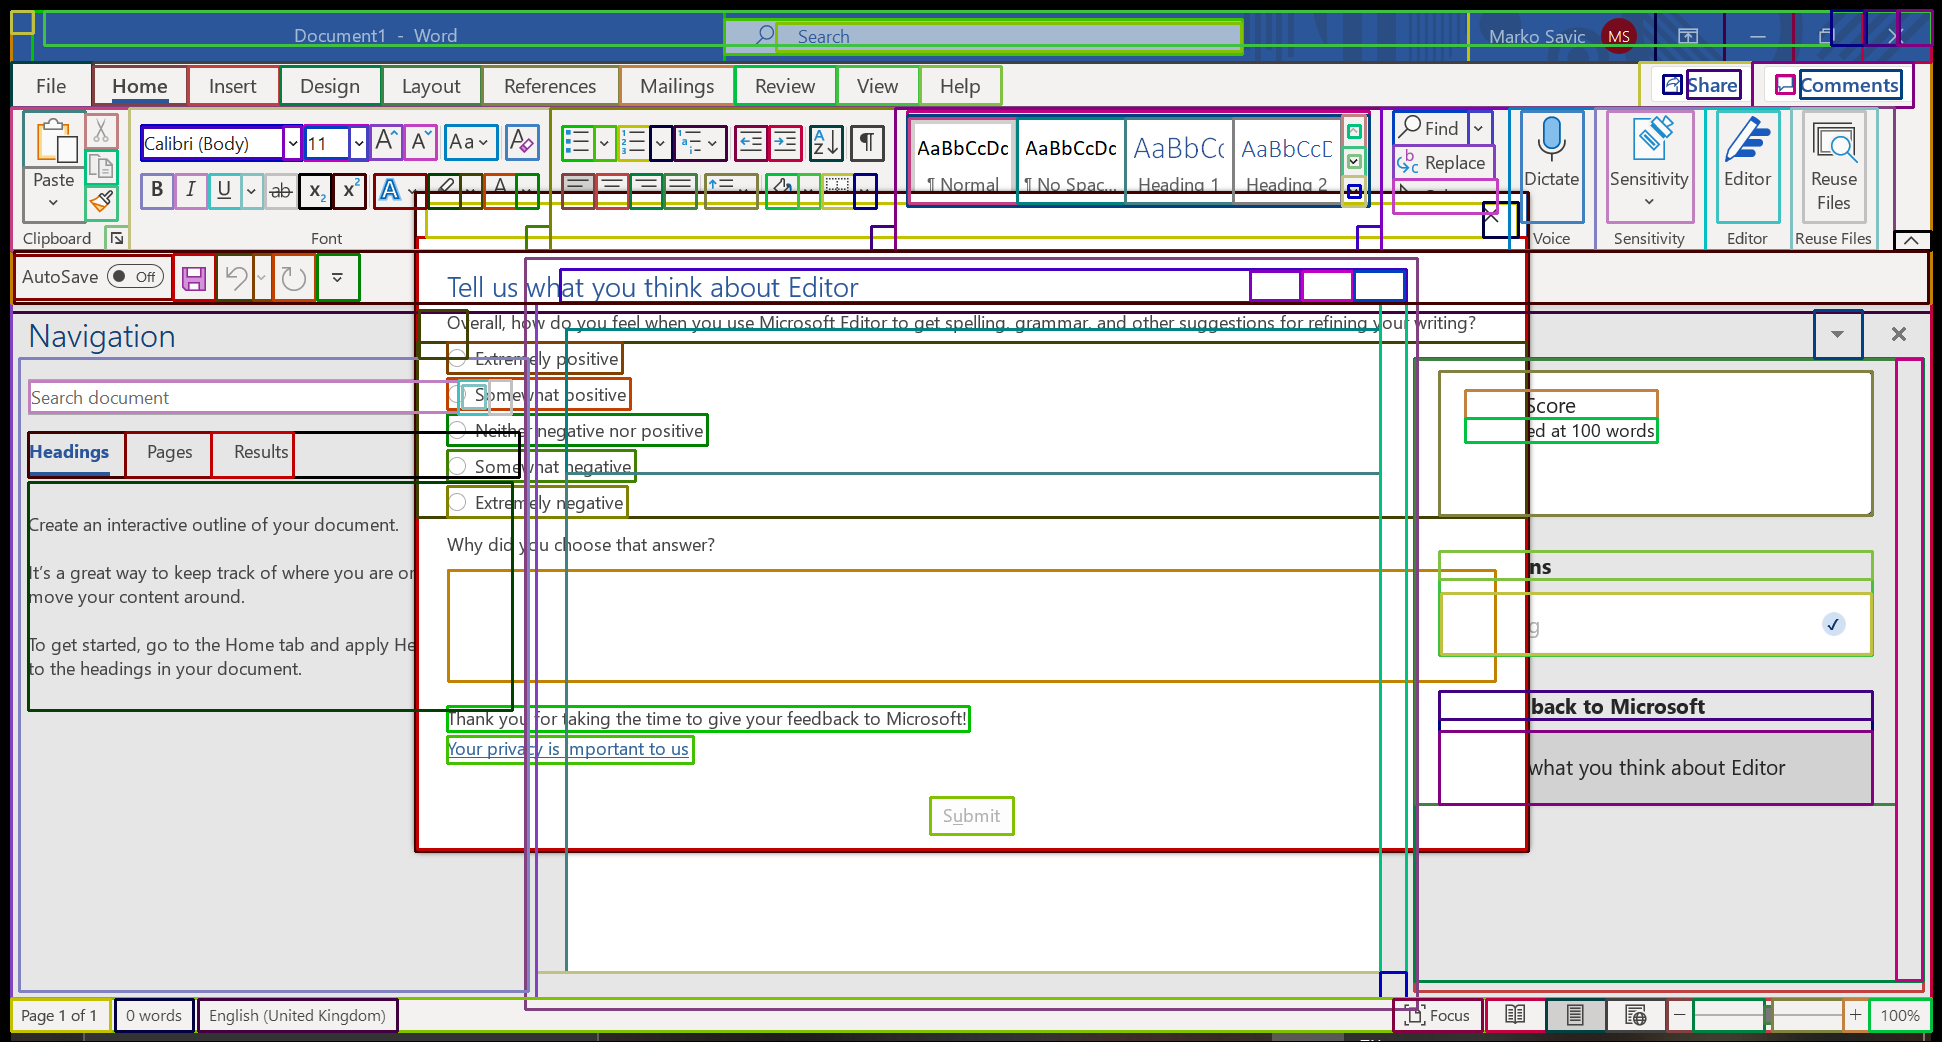 Document1 - Word
Search
Marko Savic
MS
File
Home
Insert
Design
Layout
References
Mailings
Review
View
Help
Share
Comments
Paste
Clipboard
Calibri (Body)
11
Aa
B
I
U
ab
Font
AaBbCcDc
¶ Normal
AaBbCcDc
¶ No Spac...
AaBbCc
Heading 1
AaBbCcD
Heading 2
Find
Replace
Dictate
Voice
Sensitivity
Sensitivity
Editor
Editor
Reuse
Files
Reuse Files
AutoSave
Off
Navigation
Search document
Headings
Pages
Results
Create an interactive outline of your document.
It's a great way to keep track of where you are or
move your content around.
To get started, go to the Home tab and apply He
to the headings in your document.
Tell us what you think about Editor
Overall, how do you feel when you use Microsoft Editor to get spelling, grammar, and other suggestions for refining your writing?
Extremely positive
Somewhat positive
Neither negative nor positive
Somewhat negative
Extremely negative
Why did you choose that answer?
Thank you for taking the time to give your feedback to Microsoft!
Your privacy is important to us
Submit
Score
ed at 100 words
ns
g
back to Microsoft
what you think about Editor
Page 1 of 1
0 words
English (United Kingdom)
Focus
100%